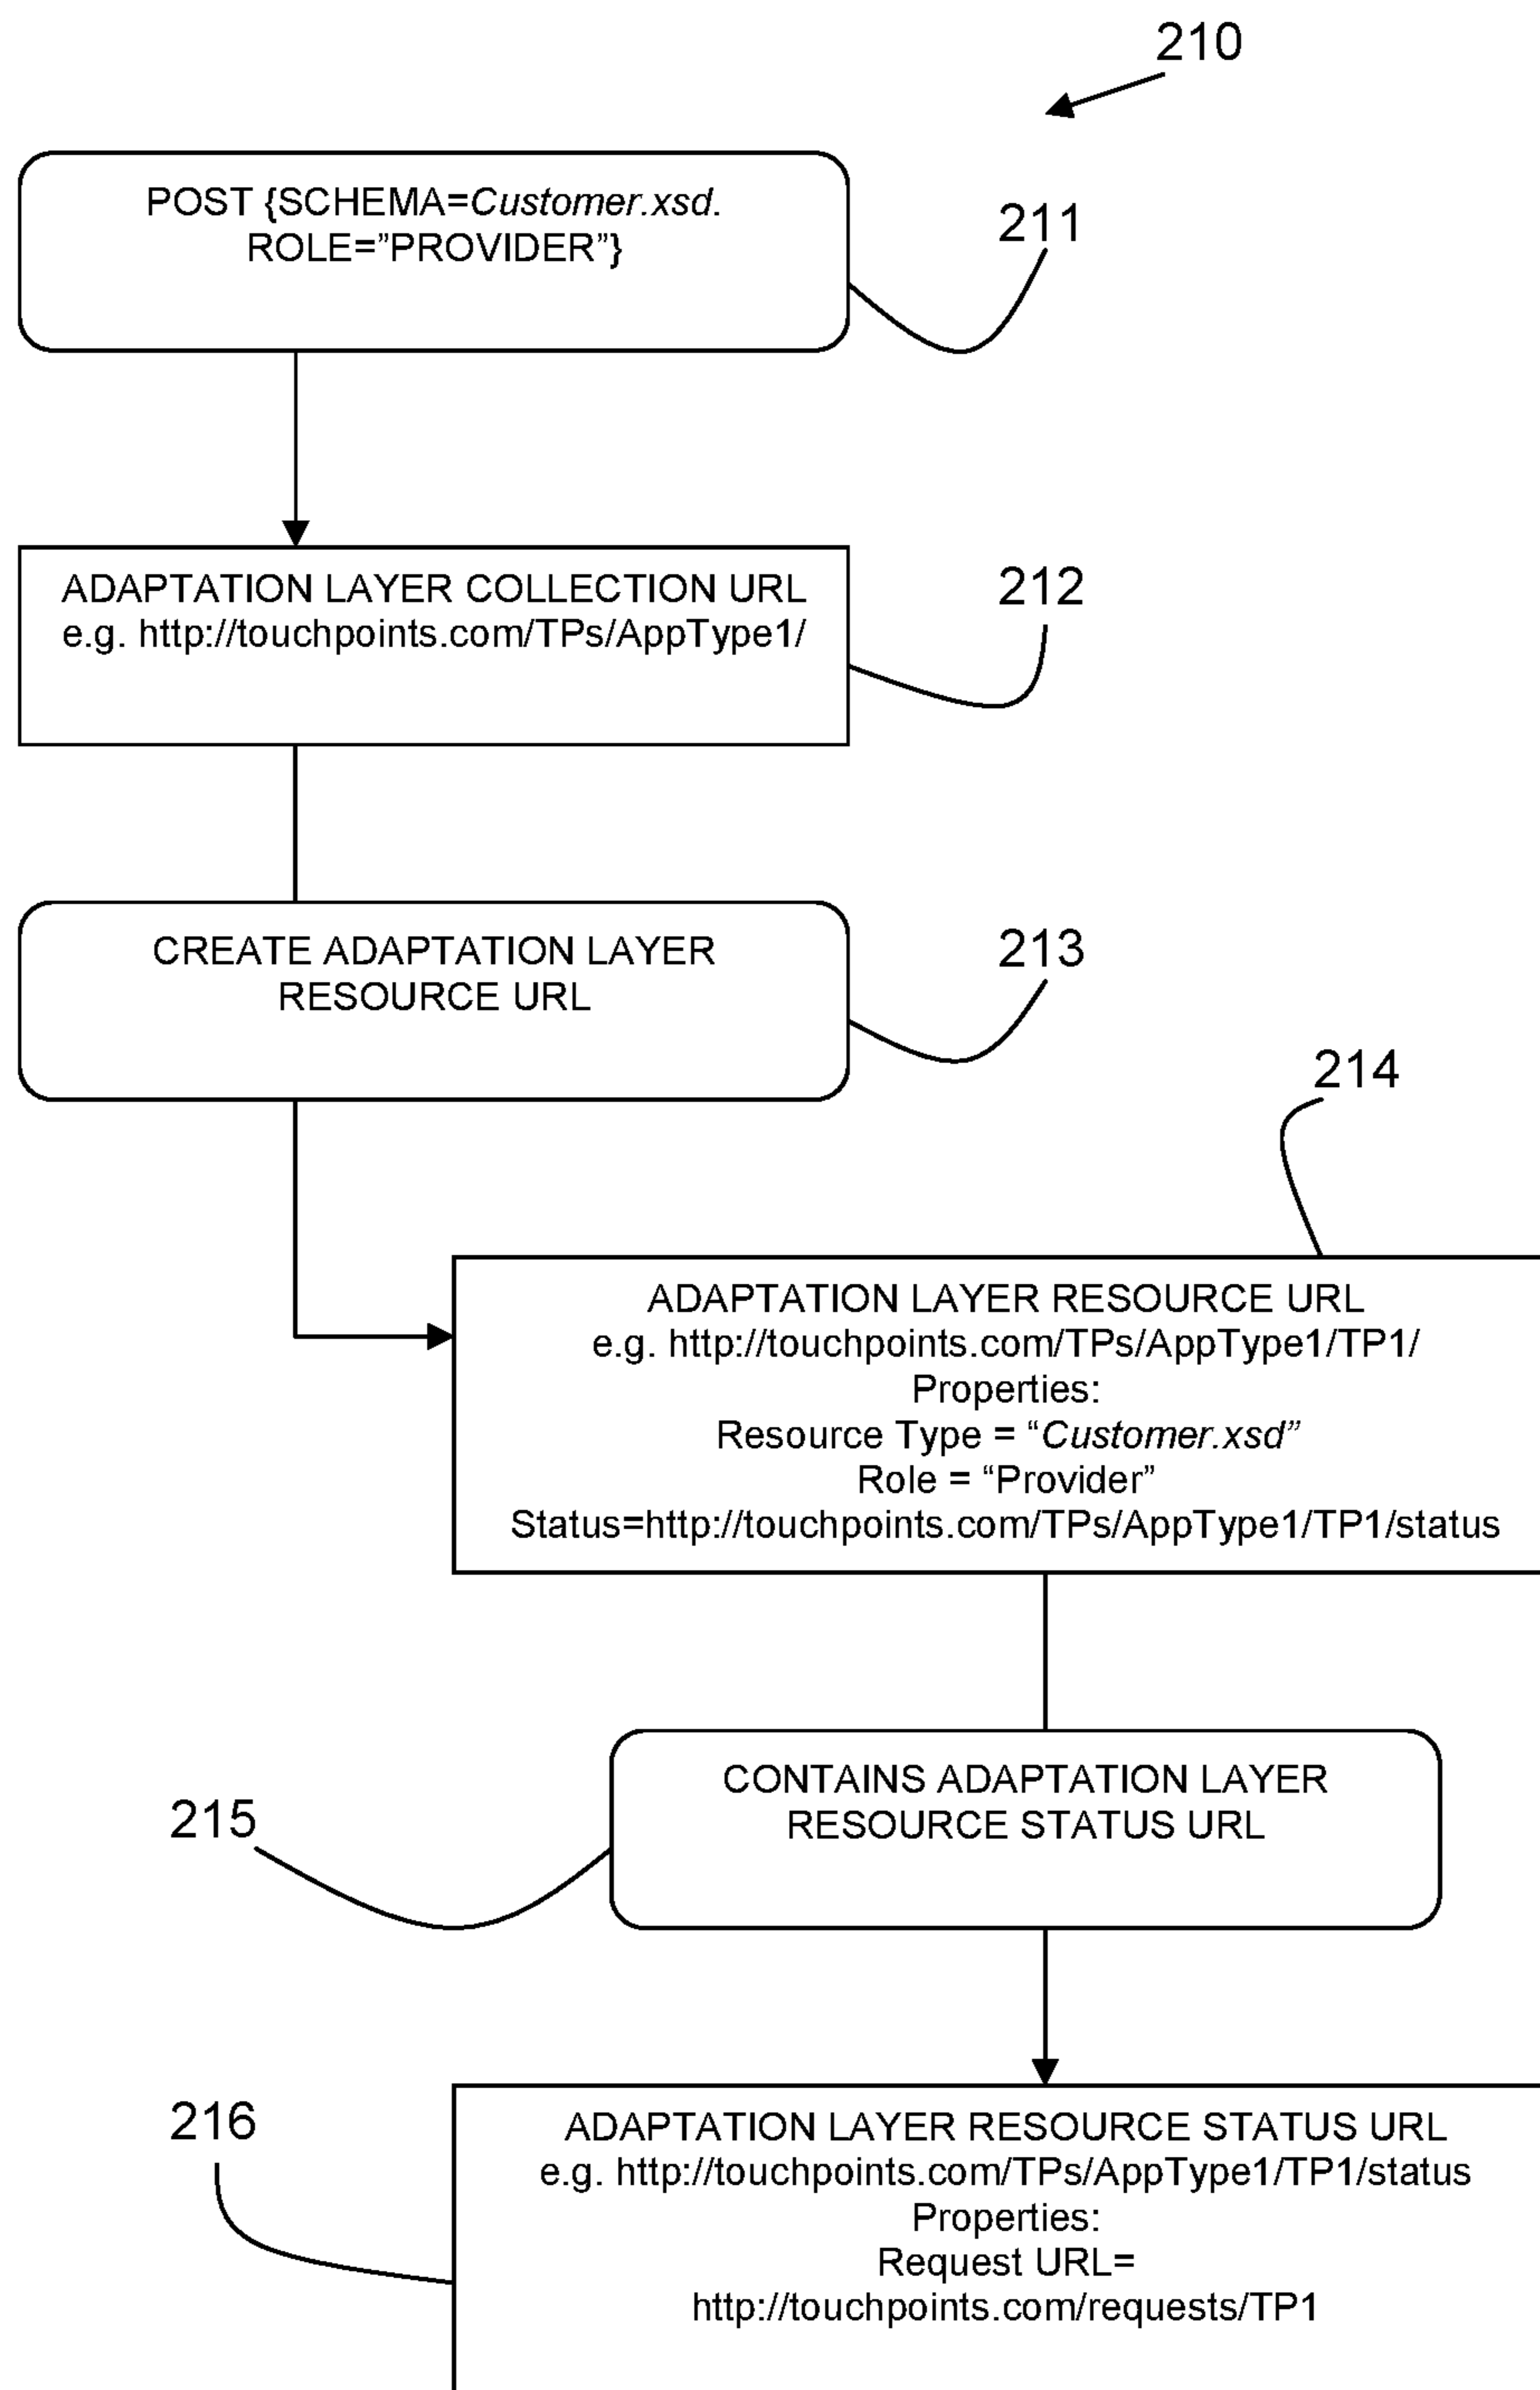 210
POST {SCHEMA=Customer.xsd.
ROLE=”PROVIDER”}
211
ADAPTATION LAYER COLLECTION URL
e.g. http://touchpoints.com/TPs/AppType1/
212
CREATE ADAPTATION LAYER
RESOURCE URL
213
214
ADAPTATION LAYER RESOURCE URL
e.g. http://touchpoints.com/TPs/AppType1/TP1/
Properties:
Resource Type = “Customer.xsd”
Role = “Provider”
Status=http://touchpoints.com/TPs/AppType1/TP1/status
CONTAINS ADAPTATION LAYER
RESOURCE STATUS URL
215
216
ADAPTATION LAYER RESOURCE STATUS URL
e.g. http://touchpoints.com/TPs/AppType1/TP1/status
Properties:
Request URL=
http://touchpoints.com/requests/TP1